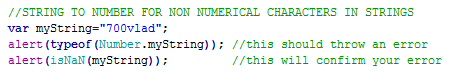 //STRING TO NUMBER FOR NON NUMERICAL CHARACTERS IN STRINGS
var myString="700vlad";
alert(typeof(Number.myString)); //this should throw an error
alert(isNaN(myString)); //this will confirm your error